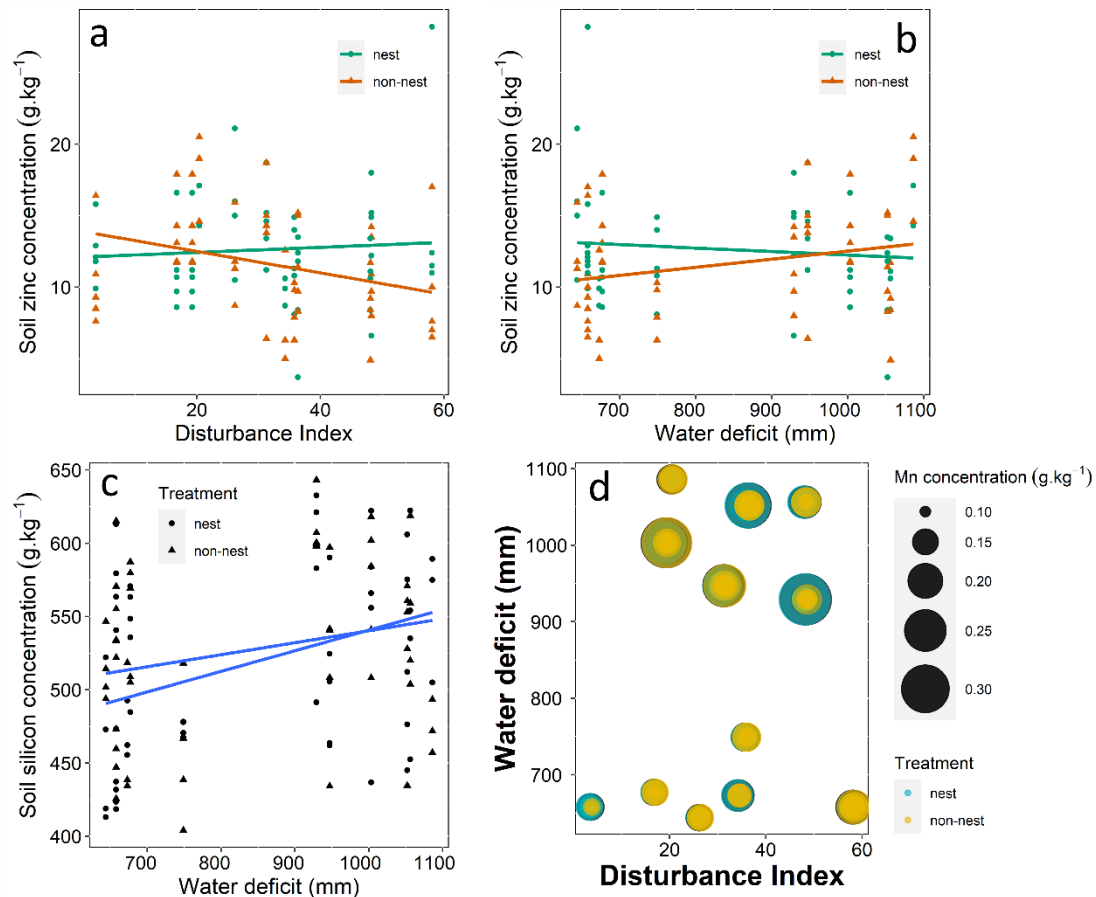 a
nest
non-nest
Soil zinc concentration (g.kg⁻¹)
20
10
20
40
60
Disturbance Index
b
nest
non-nest
Soil zinc concentration (g.kg⁻¹)
20
10
700
800
900
1000
1100
Water deficit (mm)
c
Treatment
nest
non-nest
Soil silicon concentration (g.kg⁻¹)
650
600
550
500
450
400
700
800
900
1000
1100
Water deficit (mm)
d
Water deficit (mm)
1100
1000
900
800
700
20
40
60
Disturbance Index
Mn concentration (g.kg⁻¹)
0.10
0.15
0.20
0.25
0.30
Treatment
nest
non-nest